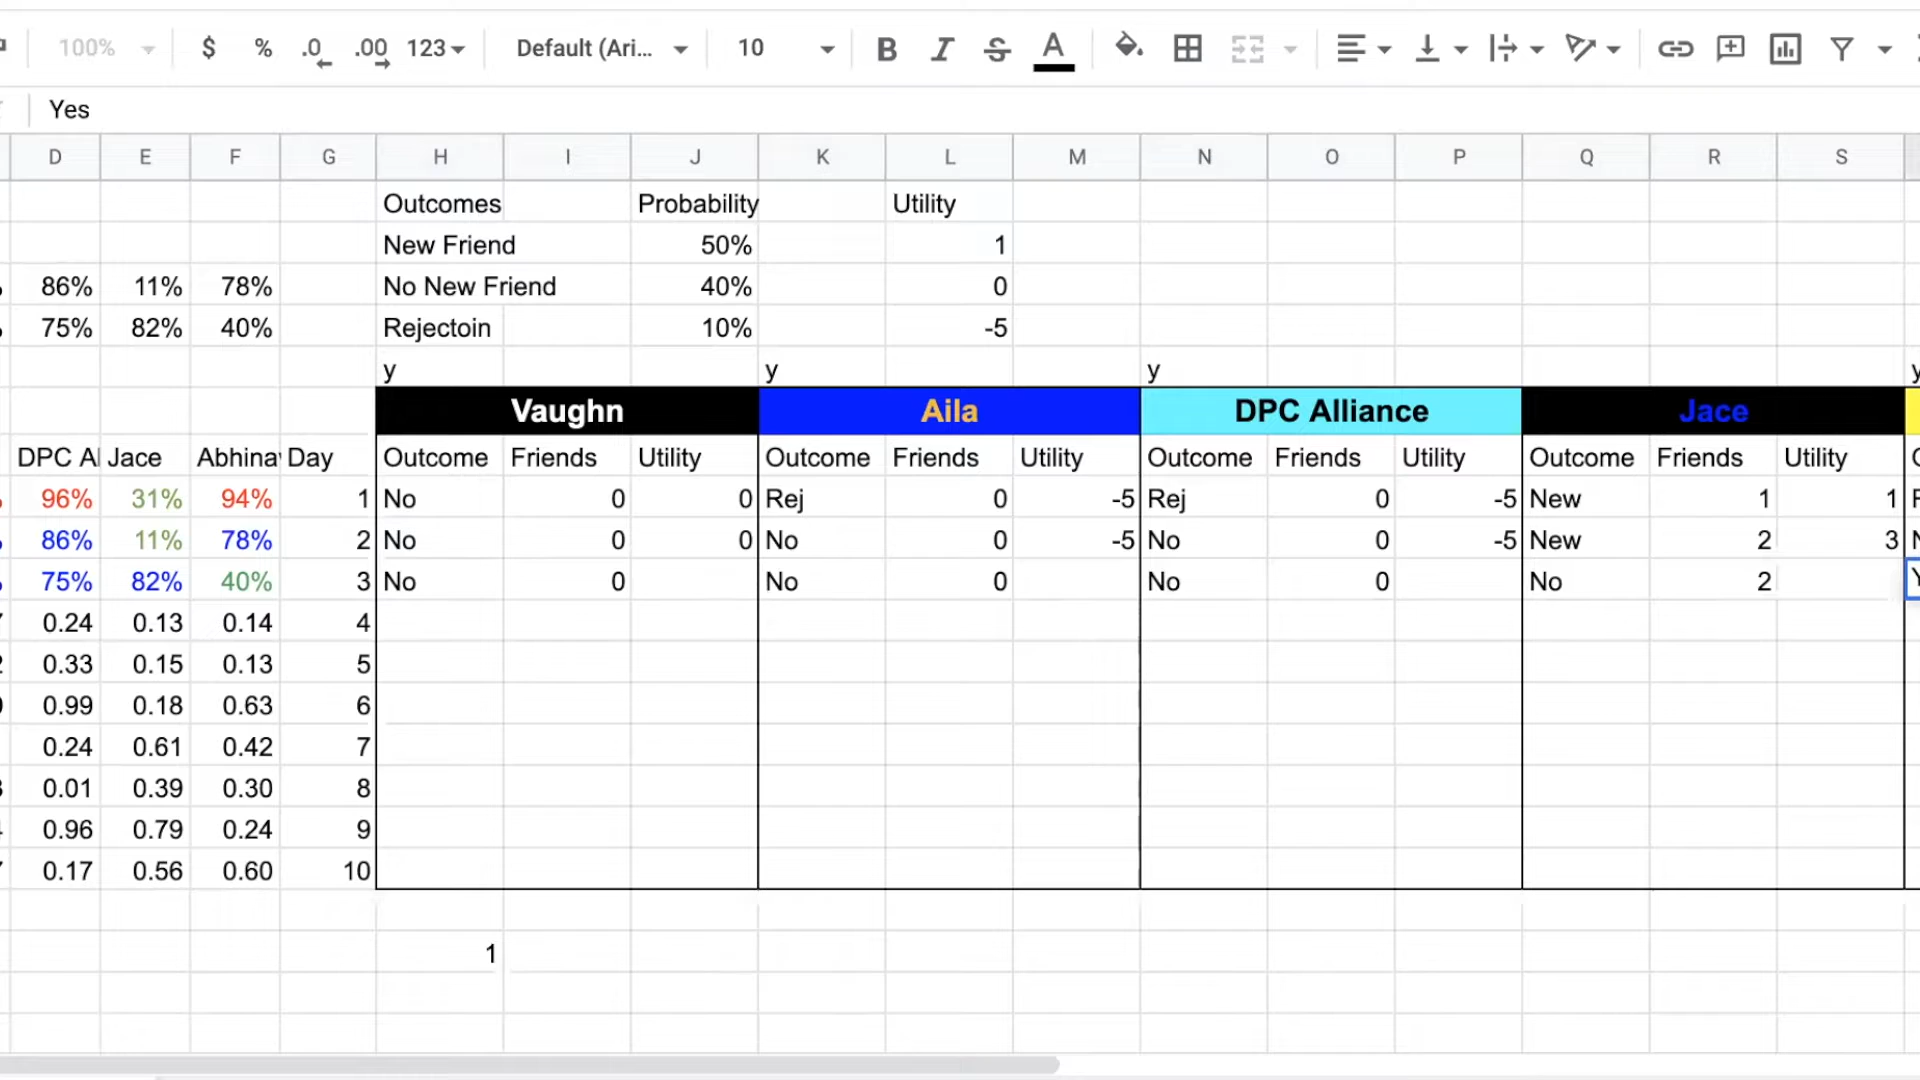 100% $ % .0 .00 123 Default (Ari... 10 B I S A
Yes
D E F G H I J K L M N O P Q R S
Outcomes Probability Utility
New Friend 50% 1
86% 11% 78% No New Friend 40% 0
75% 82% 40% Rejectoin 10% -5
y y y y
Vaughn Aila DPC Alliance Jace
DPC Al Jace Abhina Day Outcome Friends Utility Outcome Friends Utility Outcome Friends Utility Outcome Friends Utility
96% 31% 94% 1 No 0 0 Rej 0 -5 Rej 0 -5 New 1 1
86% 11% 78% 2 No 0 0 No 0 -5 No 0 -5 New 2 3
75% 82% 40% 3 No 0 No 0 No 0 No 2
0.24 0.13 0.14 4
0.33 0.15 0.13 5
0.99 0.18 0.63 6
0.24 0.61 0.42 7
0.01 0.39 0.30 8
0.96 0.79 0.24 9
0.17 0.56 0.60 10
1